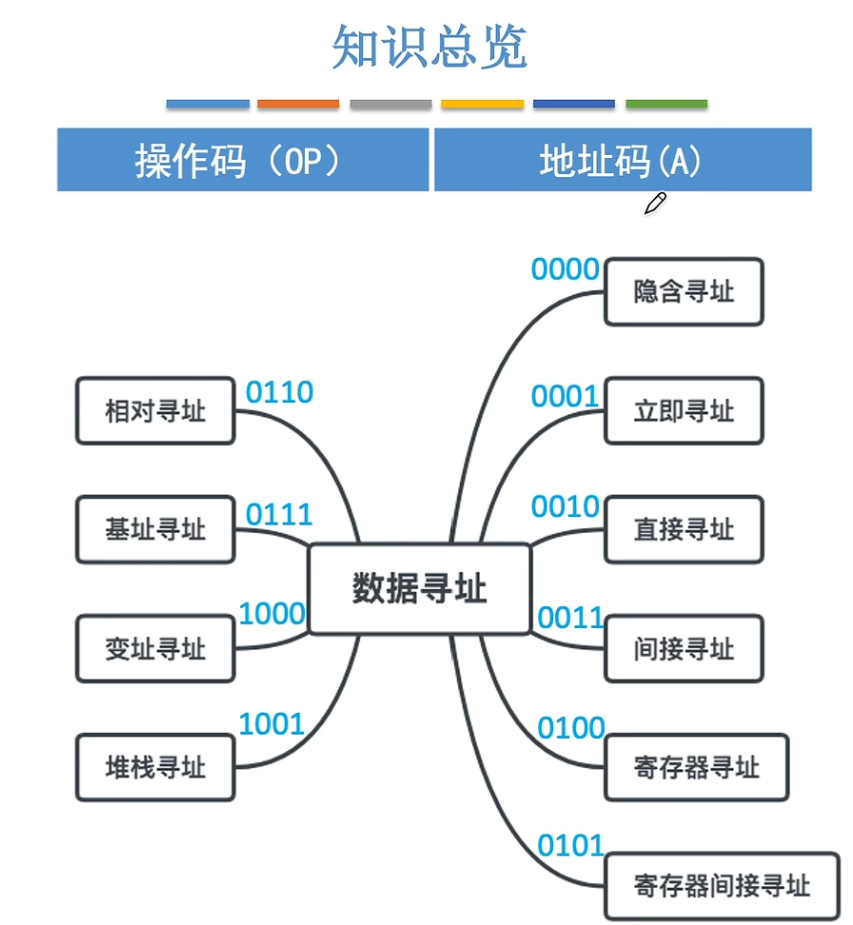 知识总览
操作码（OP） 地址码(A)
0000 隐含寻址
0001 立即寻址
0010 直接寻址
0011 间接寻址
0100 寄存器寻址
0101 寄存器间接寻址
数据寻址
相对寻址 0110
基址寻址 0111
变址寻址 1000
堆栈寻址 1001